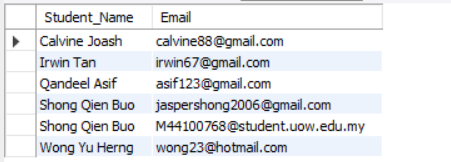 Student_Name Email
Calvine Joash calvine88@gmail.com
Irwin Tan irwin67@gmail.com
Qandeel Asif asif123@gmail.com
Shong Qien Buo jaspershong2006@gmail.com
Shong Qien Buo M44100768@student.uow.edu.my
Wong Yu Herng wong23@hotmail.com